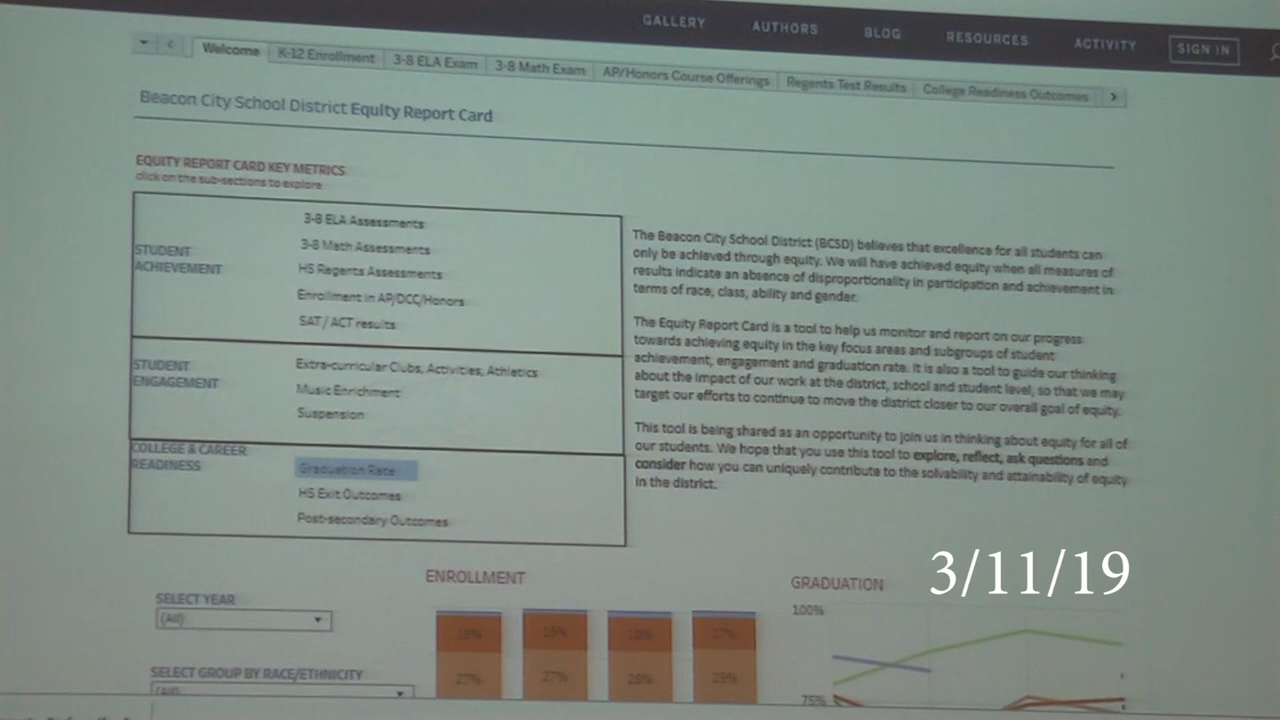 GALLERY AUTHORS BLOG RESOURCES ACTIVITY SIGN IN
Welcome K-12 Enrollment 3-8 ELA Exam 3-8 Math Exam AP/Honors Course Offerings Regents Test Results College Readiness Outcomes
Beacon City School District Equity Report Card
EQUITY REPORT CARD KEY METRICS
click on the sub-sections to explore
STUDENT
ACHIEVEMENT
3-8 ELA Assessments
3-8 Math Assessments
HS Regents Assessments
Enrollment in AP/DCC/Honors
SAT / ACT results
STUDENT
ENGAGEMENT
Extra-curricular Clubs, Activities, Athletics
Music Enrichment
Suspension
COLLEGE & CAREER
READINESS
Graduation Rate
HS Exit Outcomes
Post-secondary Outcomes
The Beacon City School District (BCSD) believes that excellence for all students can
only be achieved through equity. We will have achieved equity when all measures of
results indicate an absence of disproportionality in participation and achievement in
terms of race, class, ability and gender.
The Equity Report Card is a tool to help us monitor and report on our progress
towards achieving equity in the key focus areas and subgroups of student
achievement, engagement and graduation rate. It is also a tool to guide our thinking
about the impact of our work at the district, school and student level, so that we may
target our efforts to continue to move the district closer to our overall goal of equity.
This tool is being shared as an opportunity to join us in thinking about equity for all of
our students. We hope that you use this tool to explore, reflect, ask questions and
consider how you can uniquely contribute to the solvability and attainability of equity
in the district.
3/11/19
SELECT YEAR
(All)
SELECT GROUP BY RACE/ETHNICITY
(All)
ENROLLMENT
17%
27% 27%
GRADUATION
100%
75%